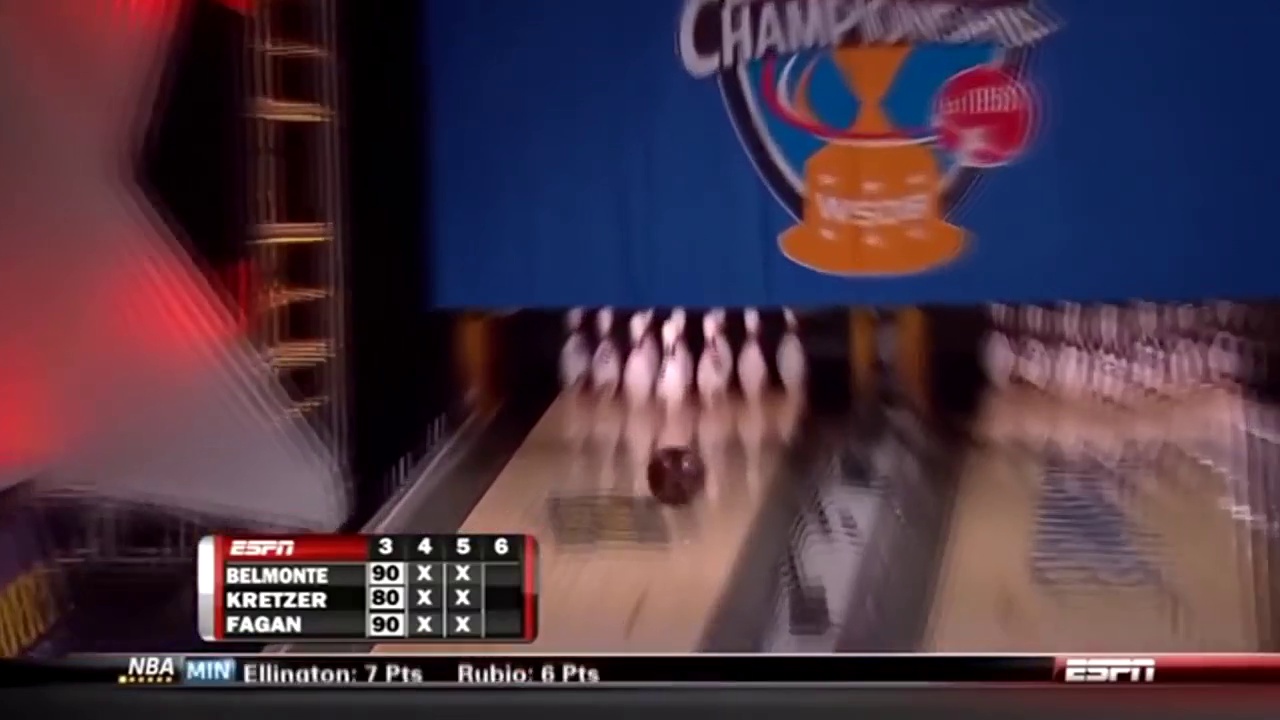 CHAMPIONSHIP
WSOB
ESPN 3 4 5 6
BELMONTE 90 X X
KRETZER 80 X X
FAGAN 90 X X
NBA MIN Ellington: 7 Pts Rubio: 6 Pts ESPN